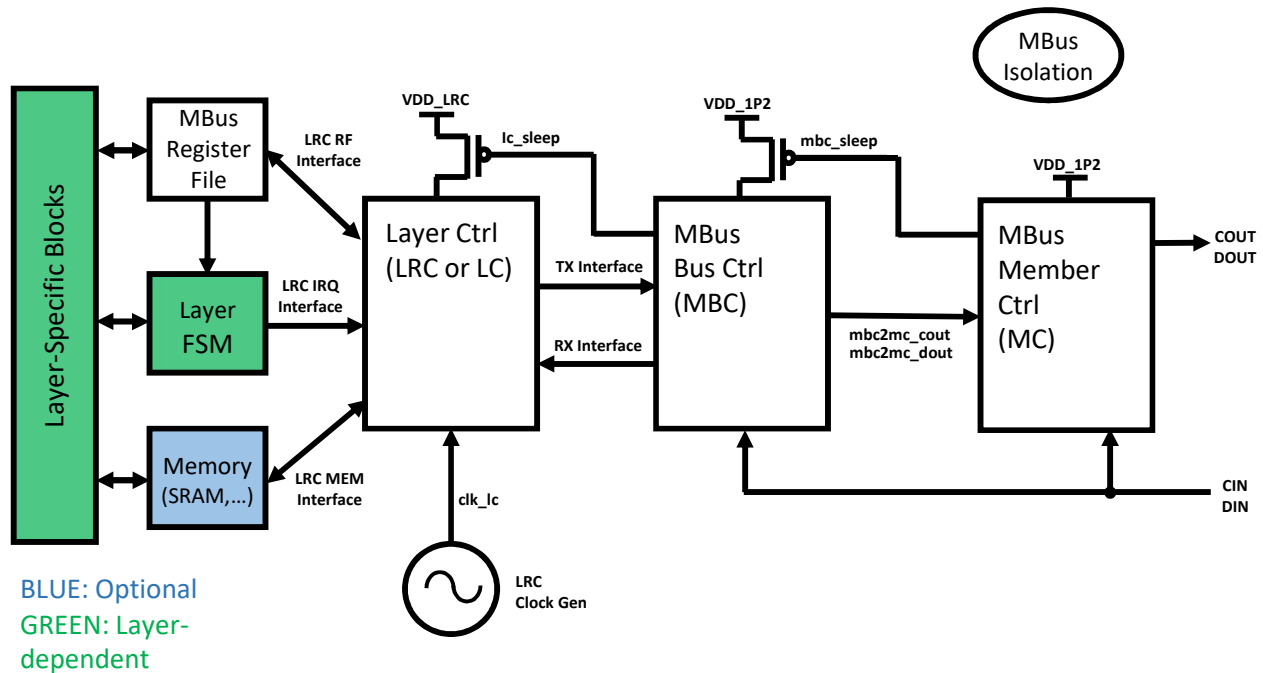 MBus
Isolation
VDD_LRC
VDD_1P2
MBus
Register
File
LRC RF
Interface
lc_sleep
mbc_sleep
VDD_1P2
Layer-Specific Blocks
Layer Ctrl
(LRC or LC)
TX Interface
MBus
Bus Ctrl
(MBC)
MBus
Member
Ctrl
(MC)
COUT
DOUT
Layer
FSM
LRC IRQ
Interface
RX Interface
mbc2mc_cout
mbc2mc_dout
Memory
(SRAM,...)
LRC MEM
Interface
clk_lc
CIN
DIN
LRC
Clock Gen
BLUE: Optional
GREEN: Layer-
dependent